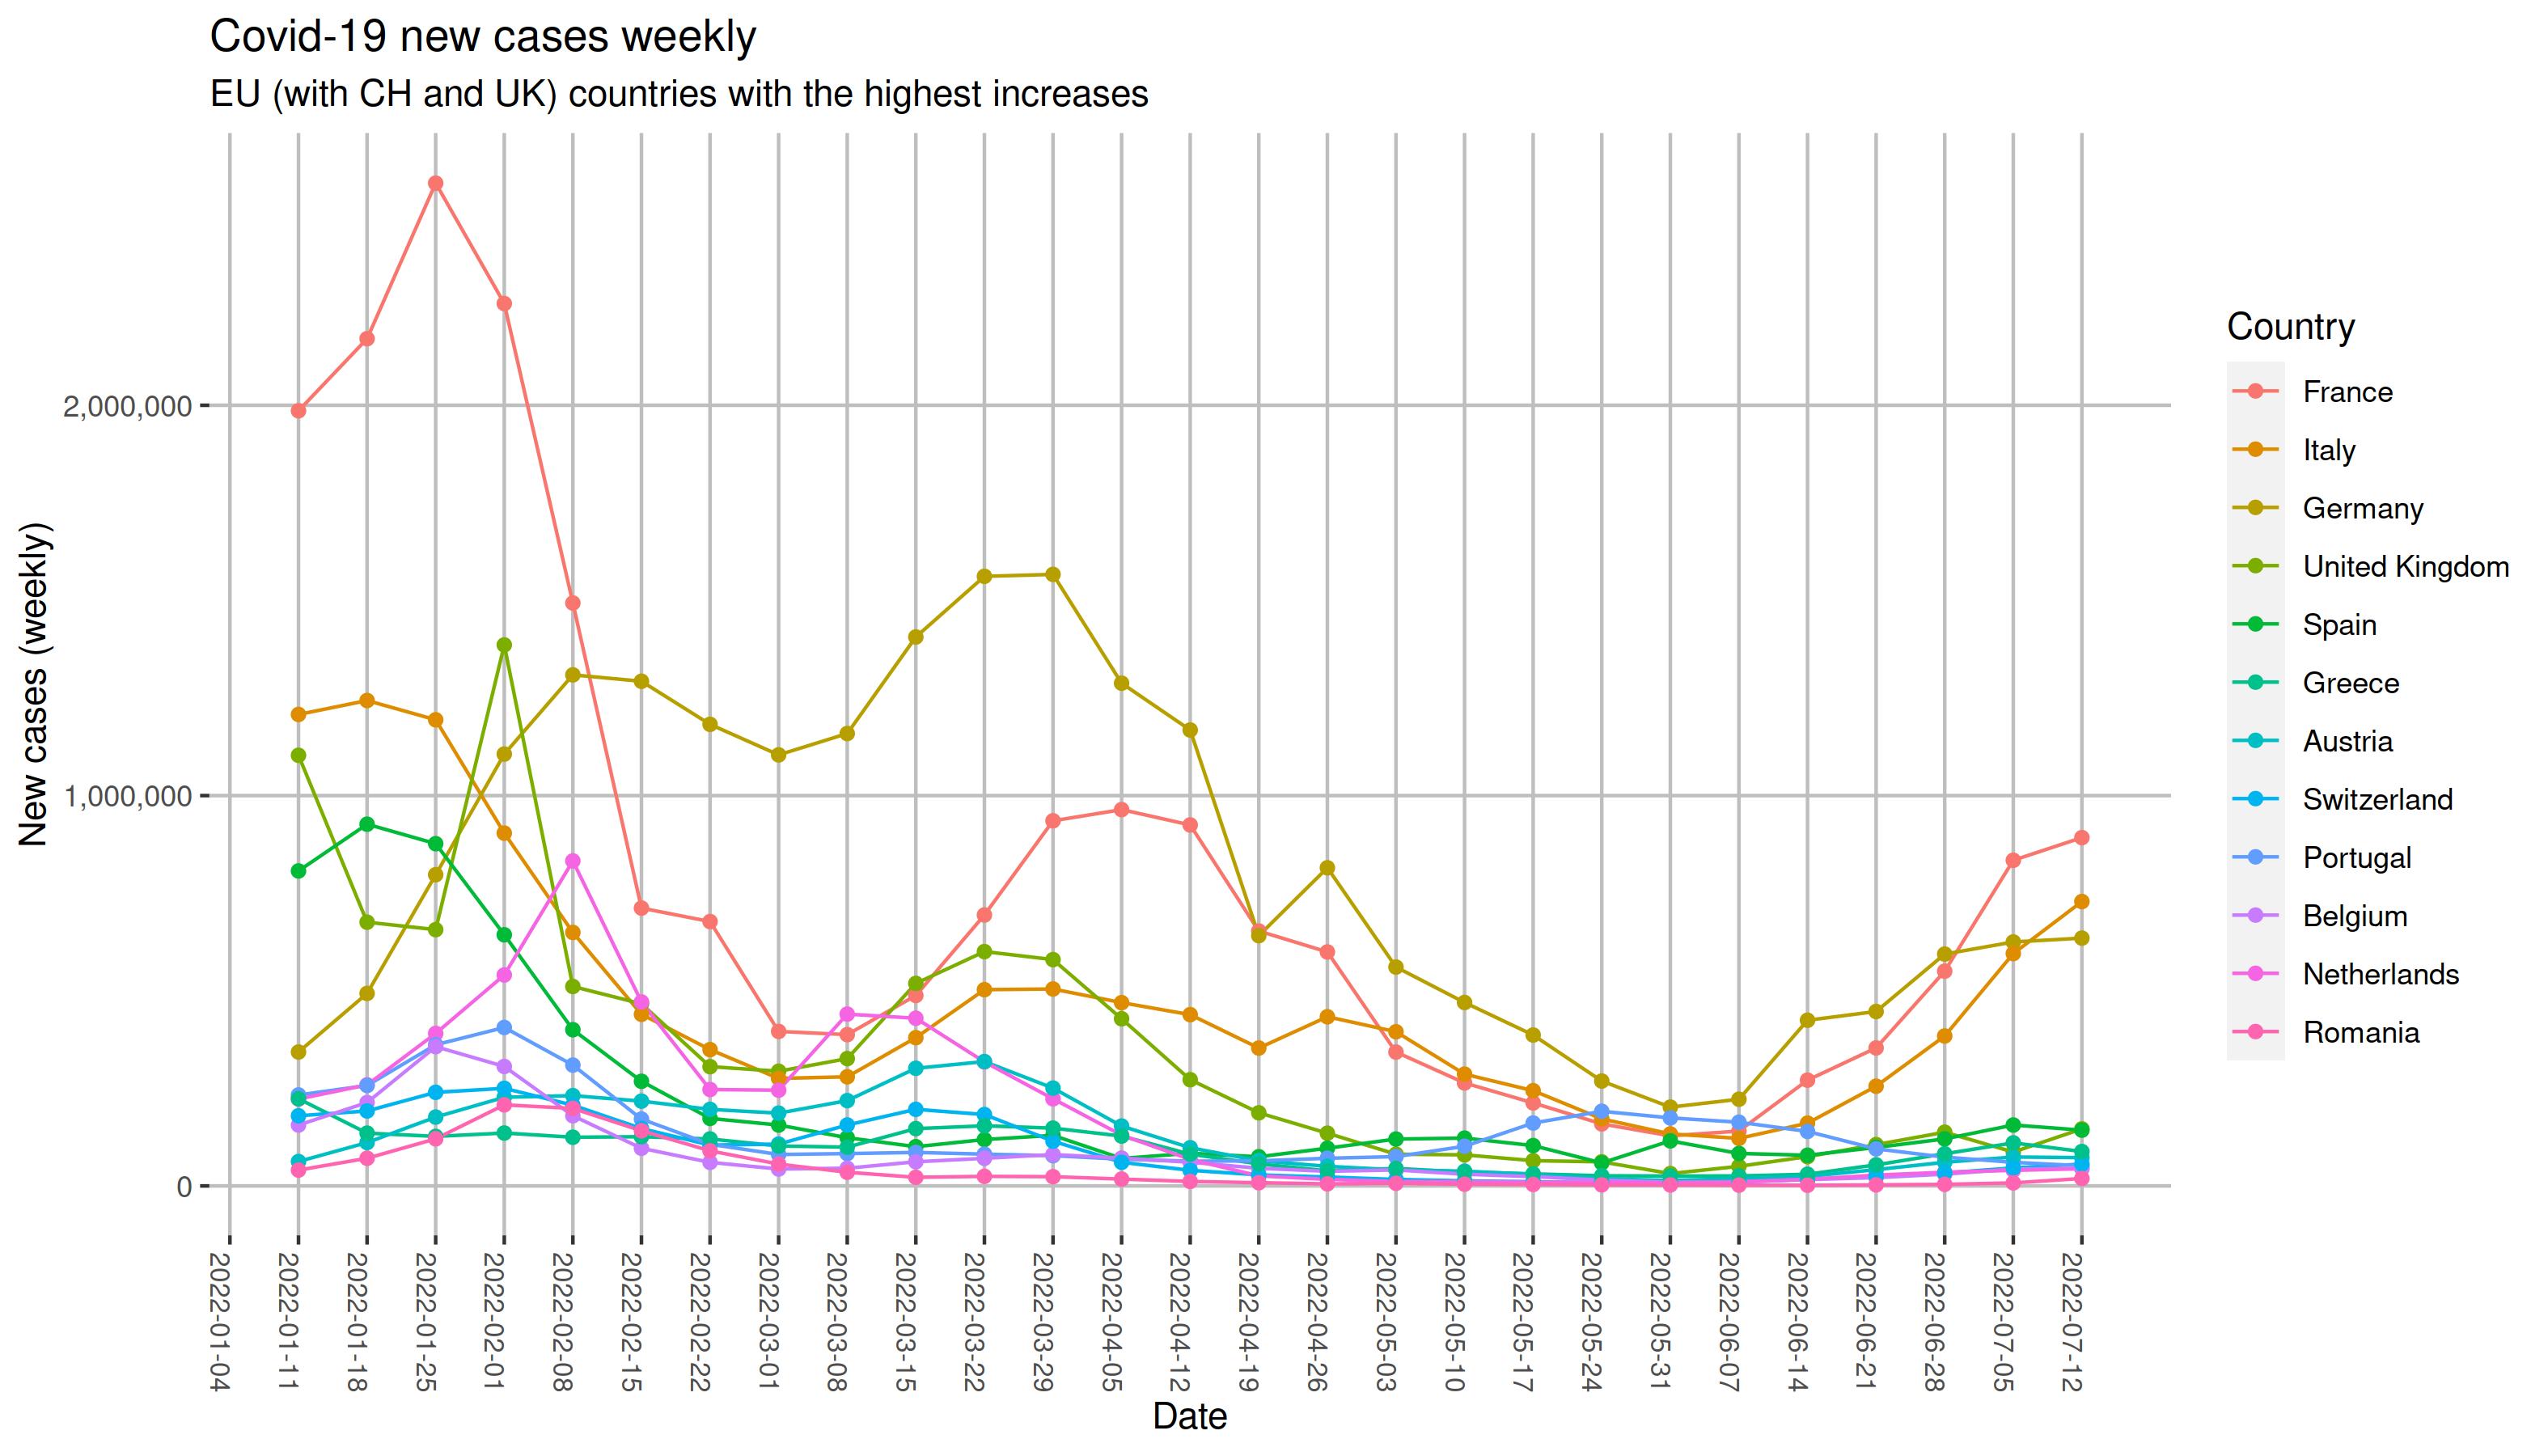 Covid-19 new cases weekly
EU (with CH and UK) countries with the highest increases
New cases (weekly)
2,000,000
1,000,000
0
2022-01-04
2022-01-11
2022-01-18
2022-01-25
2022-02-01
2022-02-08
2022-02-15
2022-02-22
2022-03-01
2022-03-08
2022-03-15
2022-03-22
2022-03-29
2022-04-05
2022-04-12
2022-04-19
2022-04-26
2022-05-03
2022-05-10
2022-05-17
2022-05-24
2022-05-31
2022-06-07
2022-06-14
2022-06-21
2022-06-28
2022-07-05
2022-07-12
Date
Country
France
Italy
Germany
United Kingdom
Spain
Greece
Austria
Switzerland
Portugal
Belgium
Netherlands
Romania